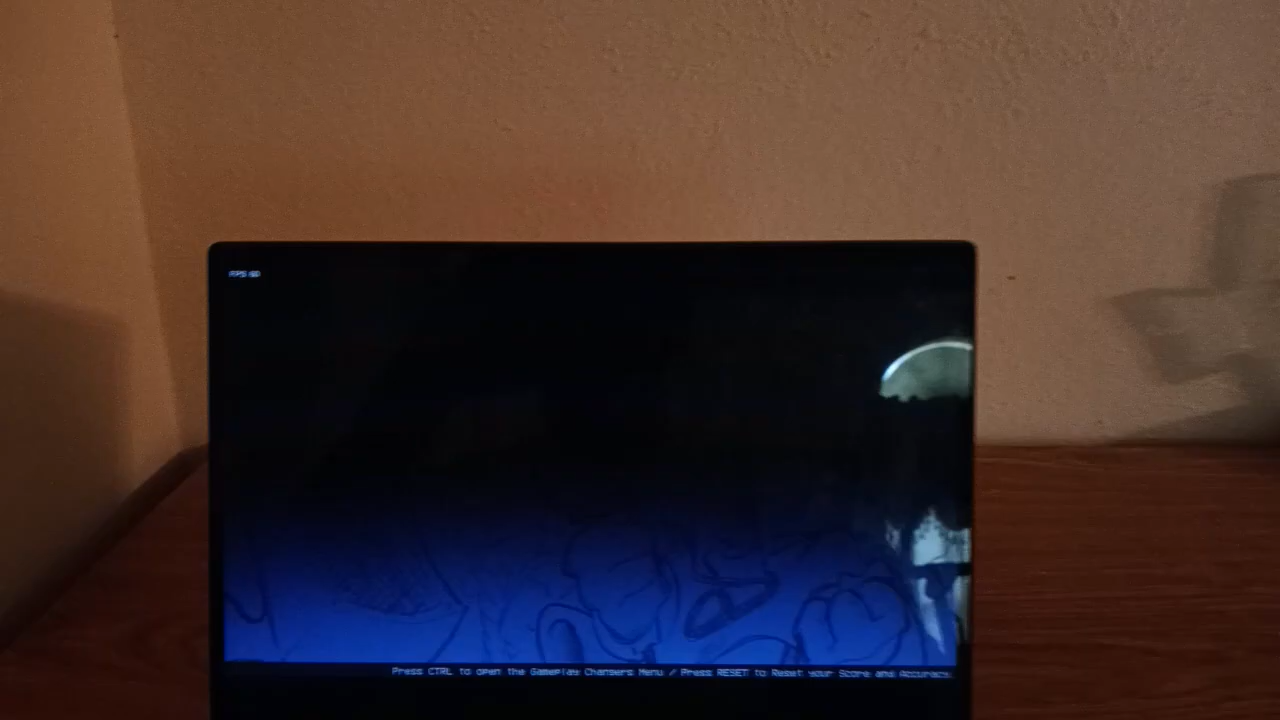 FPS: 60
Press CTRL to open the Gameplay Changers Menu / Press RESET to Reset your Score and Accuracy.